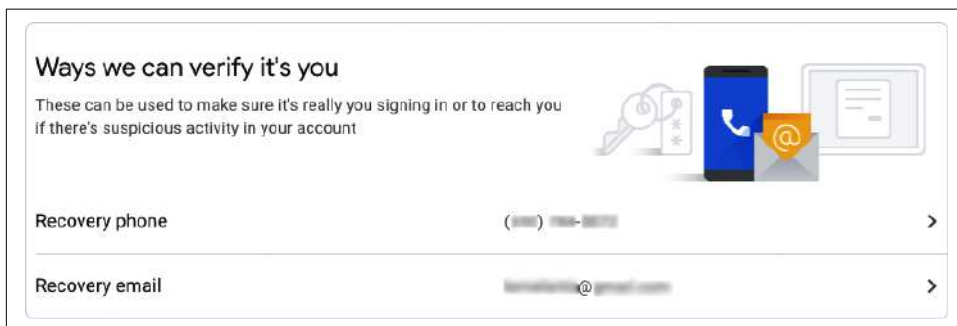 Ways we can verify it's you
These can be used to make sure it's really you signing in or to reach you
if there's suspicious activity in your account
Recovery phone
Recovery email
@